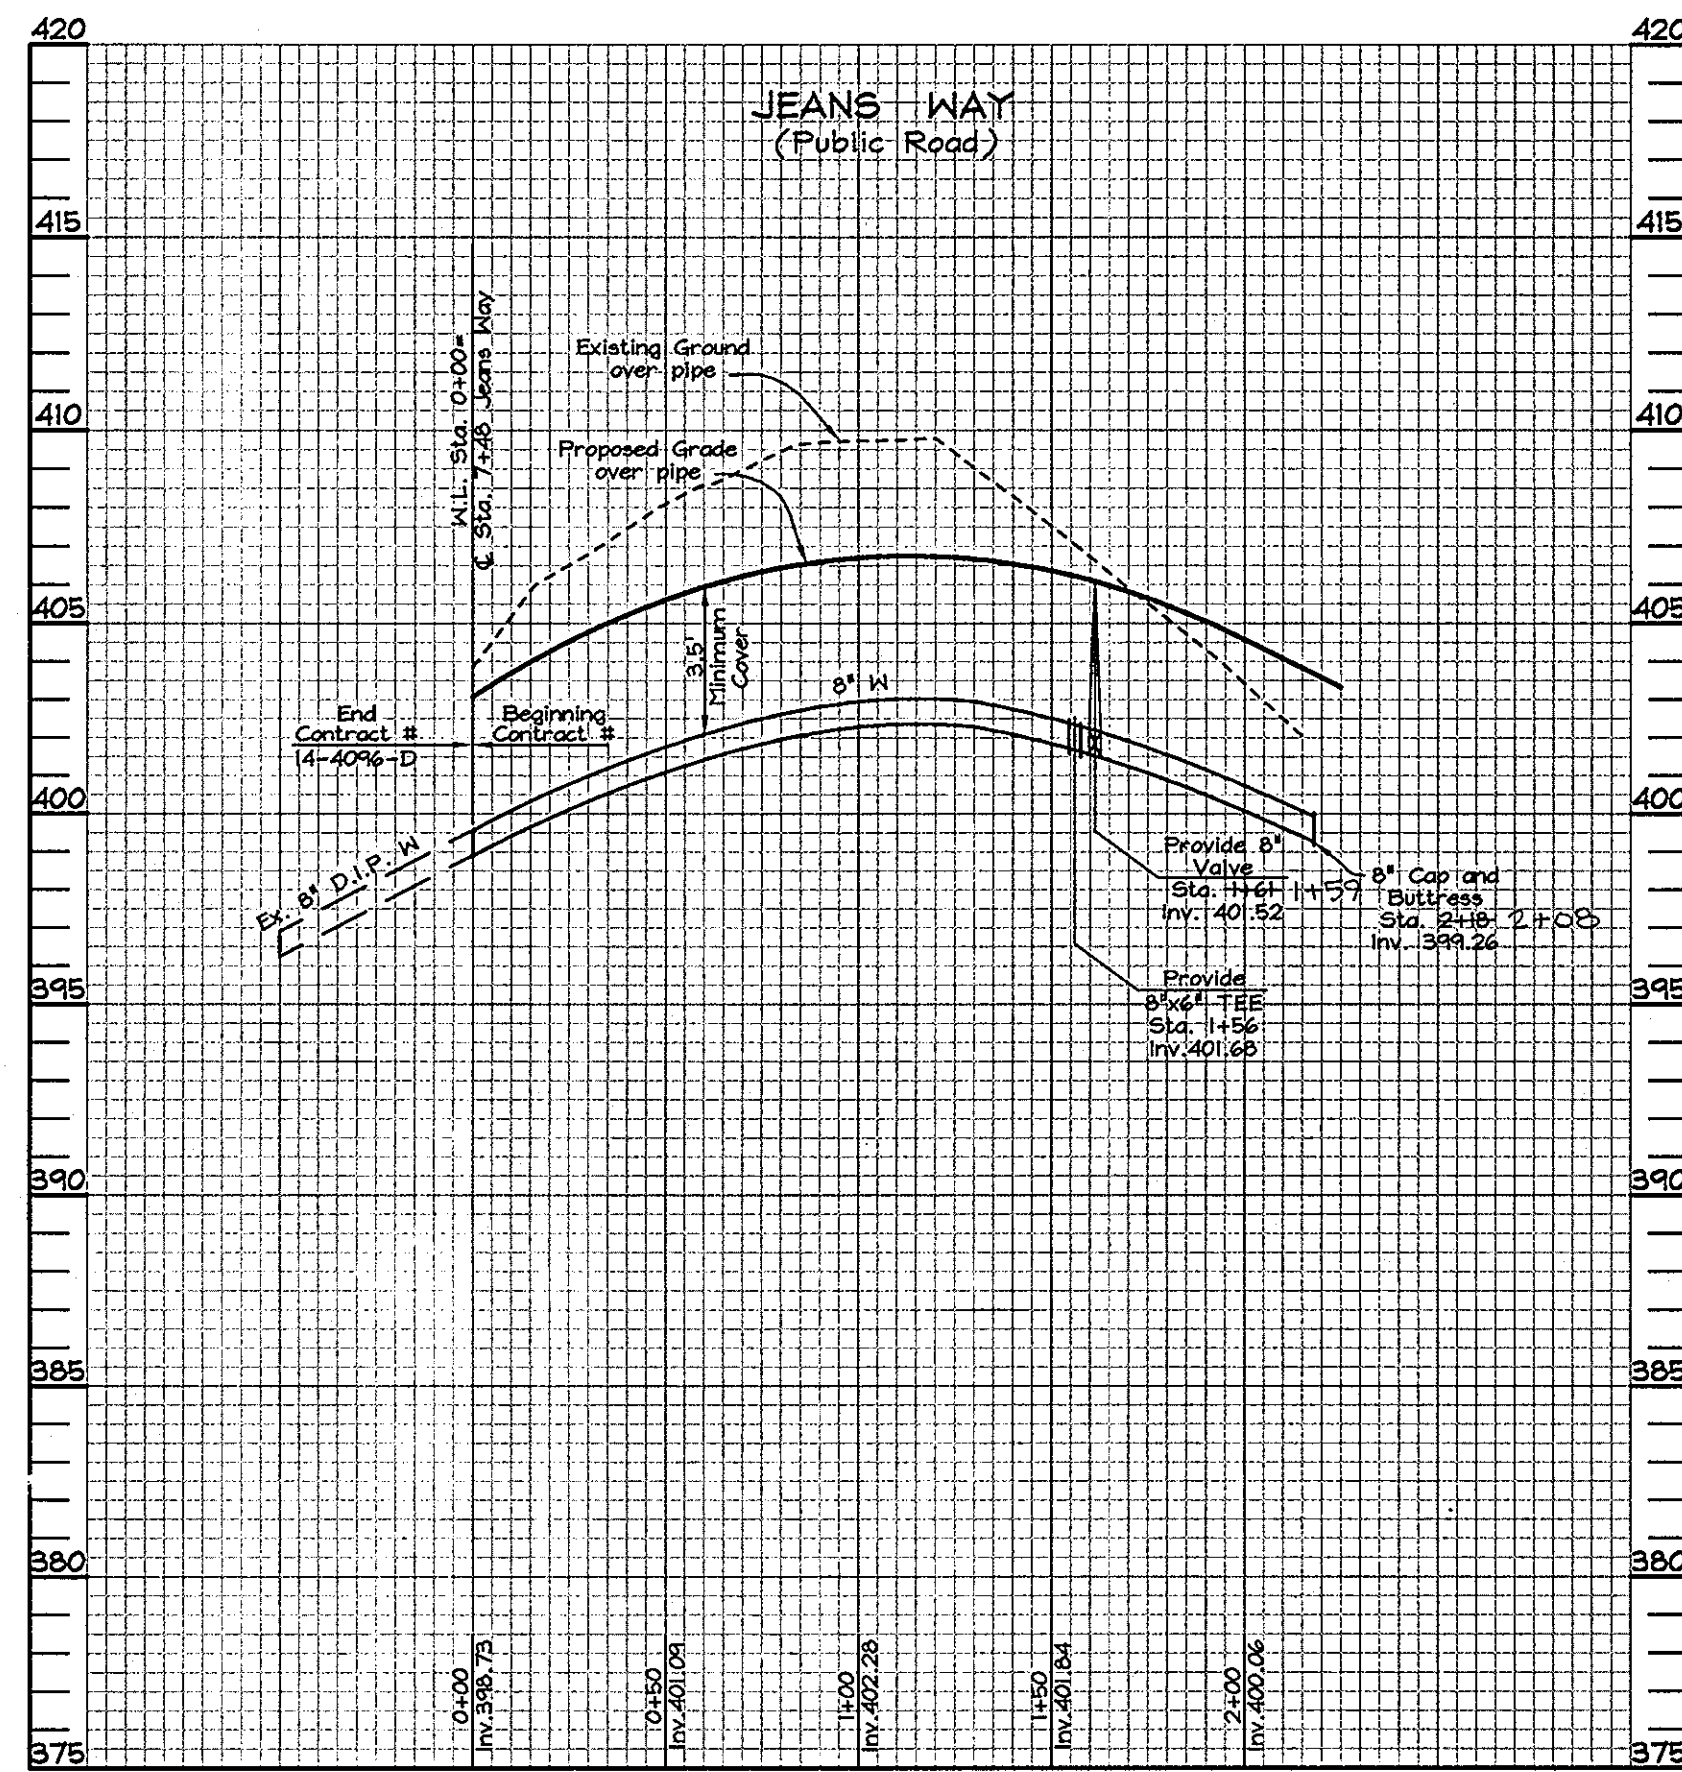 420
420
JEANS WAY
(Public Road)
415
415
W.L. Sta. 0+00=
℄ Sta. 7+48 Jeans Way
Existing Ground
over pipe
410
410
Proposed Grade
over pipe
405
405
3.5'
Minimum
Cover
8" W
End
Contract #
14-4096-D
Beginning
Contract #
400
400
Ex. 8" D.I.P. W
Provide 8"
Valve
Sta. 1+61 1+59
Inv. 401.52
8" Cap and
Buttress
Sta. 2+18 2+08
Inv. 399.26
395
395
Provide
8"x6" TEE
Sta. 1+56
Inv.401.68
390
390
385
385
380
380
0+00
Inv.398.73
0+50
Inv.401.09
1+00
Inv.402.28
1+50
Inv.401.84
2+00
Inv.400.06
375
375